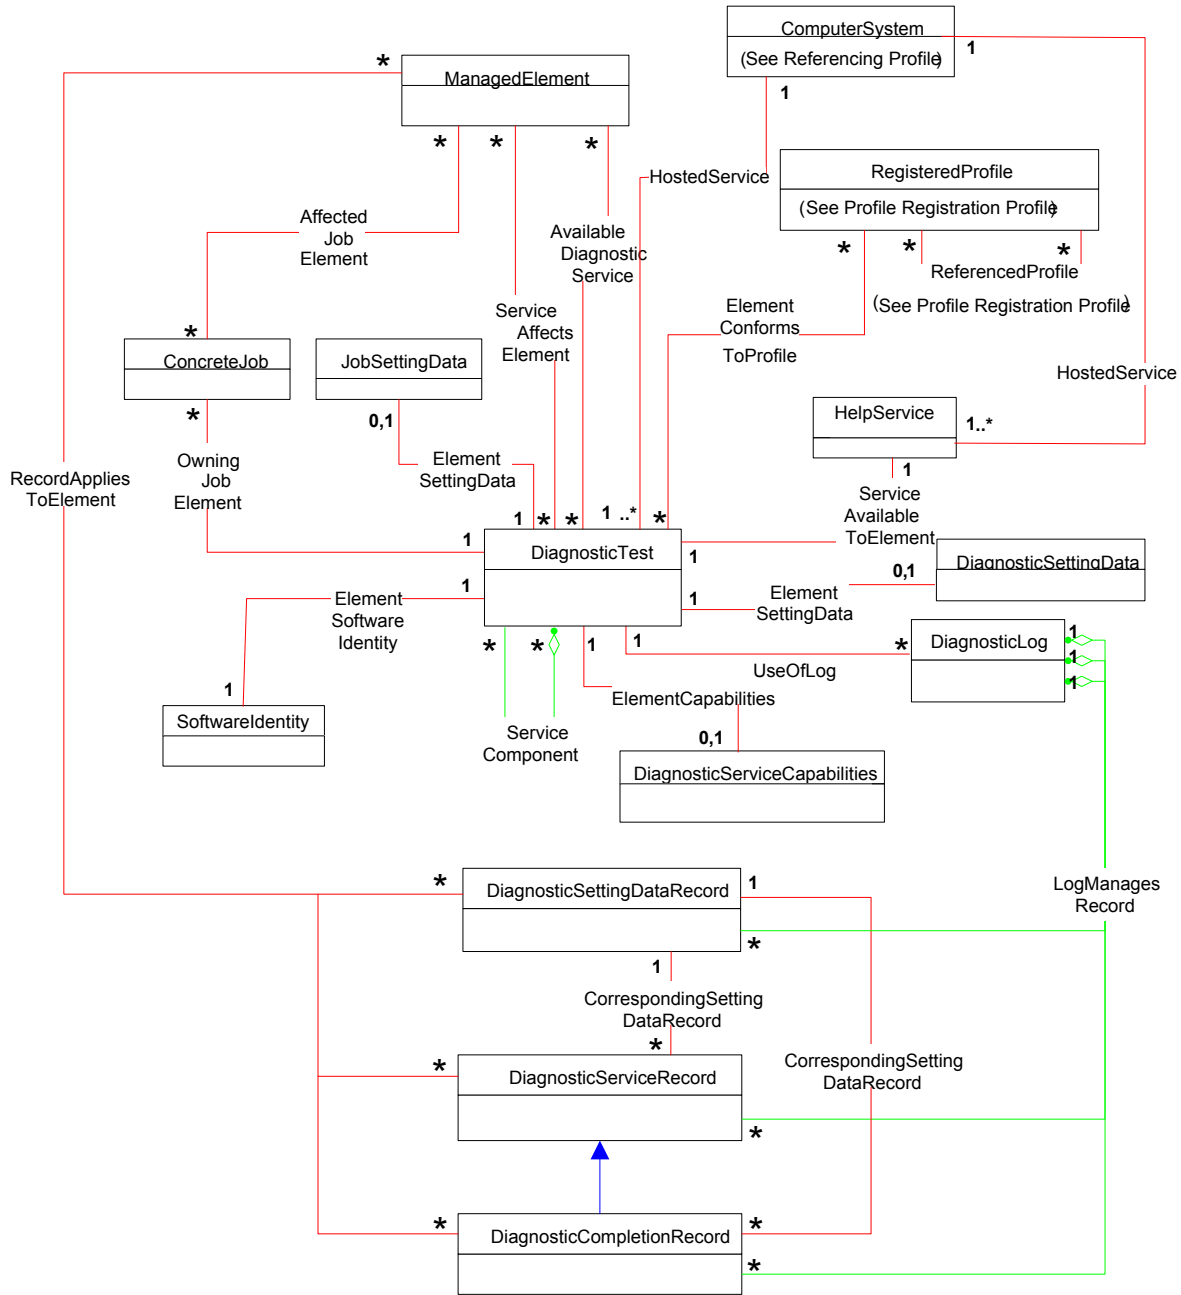 ComputerSystem
(See Referencing Profile)
1
1
*
ManagedElement
*
*
*
HostedService
RegisteredProfile
(See Profile Registration Profile)
*
*
*
ReferencedProfile
(See Profile Registration Profile)
Affected
Job
Element
Available
Diagnostic
Service
Service
Affects
Element
Element
Conforms
ToProfile
HostedService
*
ConcreteJob
*
JobSettingData
0,1
HelpService
1..*
1
RecordApplies
ToElement
Owning
Job
Element
Element
SettingData
Service
Available
ToElement
1
*
*
1 ..*
*
1
DiagnosticTest
1
DiagnosticSettingData
0,1
1
Element
Software
Identity
1
Element
SettingData
*
*
1
1
*
DiagnosticLog
1
1
1
UseOfLog
1
SoftwareIdentity
ElementCapabilities
Service
Component
0,1
DiagnosticServiceCapabilities
*
DiagnosticSettingDataRecord
1
*
LogManages
Record
1
CorrespondingSetting
DataRecord
*
*
DiagnosticServiceRecord
*
CorrespondingSetting
DataRecord
*
DiagnosticCompletionRecord
*
*